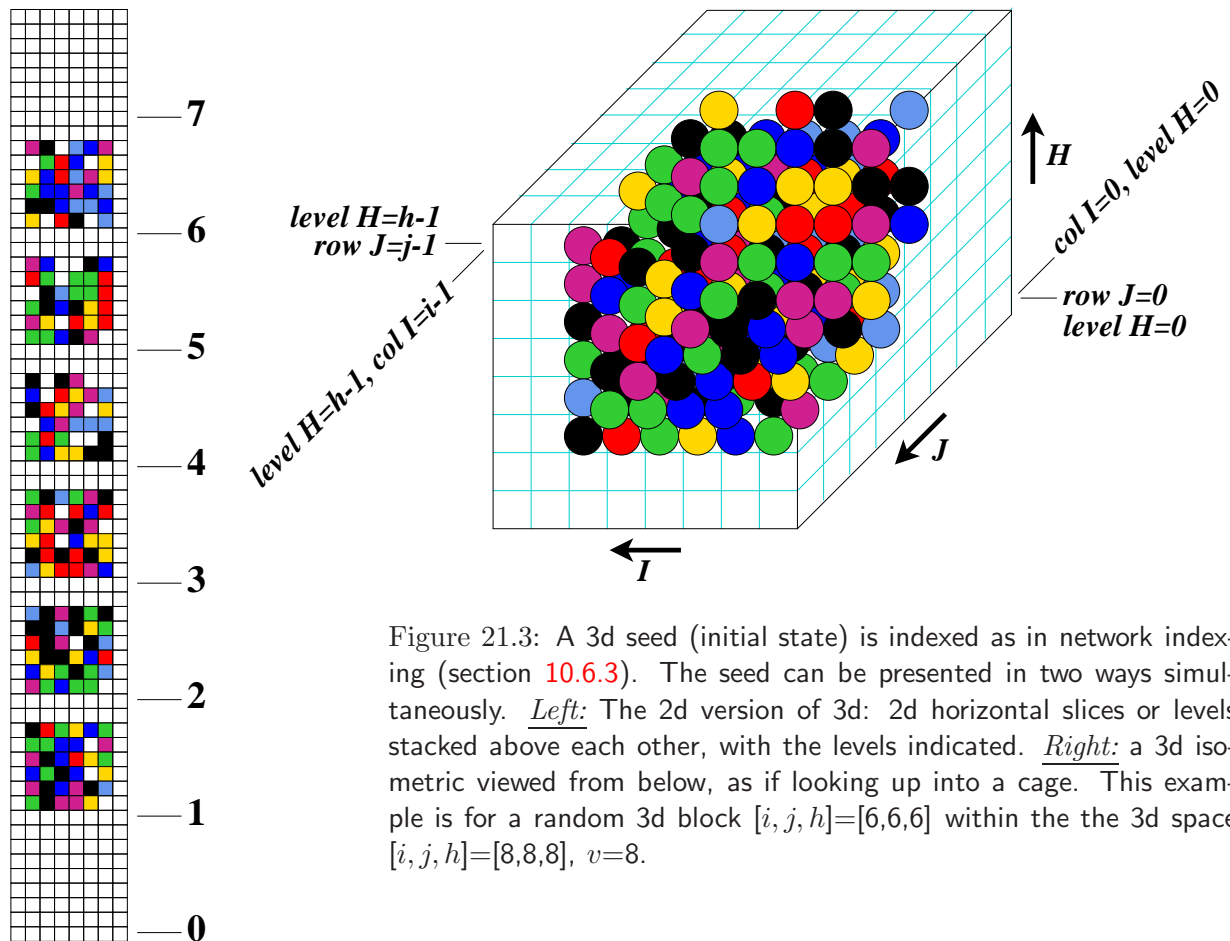 7
6
5
4
3
2
1
0
level H=h-1
row J=j-1
level H=h-1, col I=i-1
H
col I=0, level H=0
row J=0
level H=0
J
I
Figure 21.3: A 3d seed (initial state) is indexed as in network index-
ing (section 10.6.3). The seed can be presented in two ways simul-
taneously. Left: The 2d version of 3d: 2d horizontal slices or levels
stacked above each other, with the levels indicated. Right: a 3d iso-
metric viewed from below, as if looking up into a cage. This exam-
ple is for a random 3d block [i, j, h]=[6,6,6] within the the 3d space
[i, j, h]=[8,8,8], v=8.